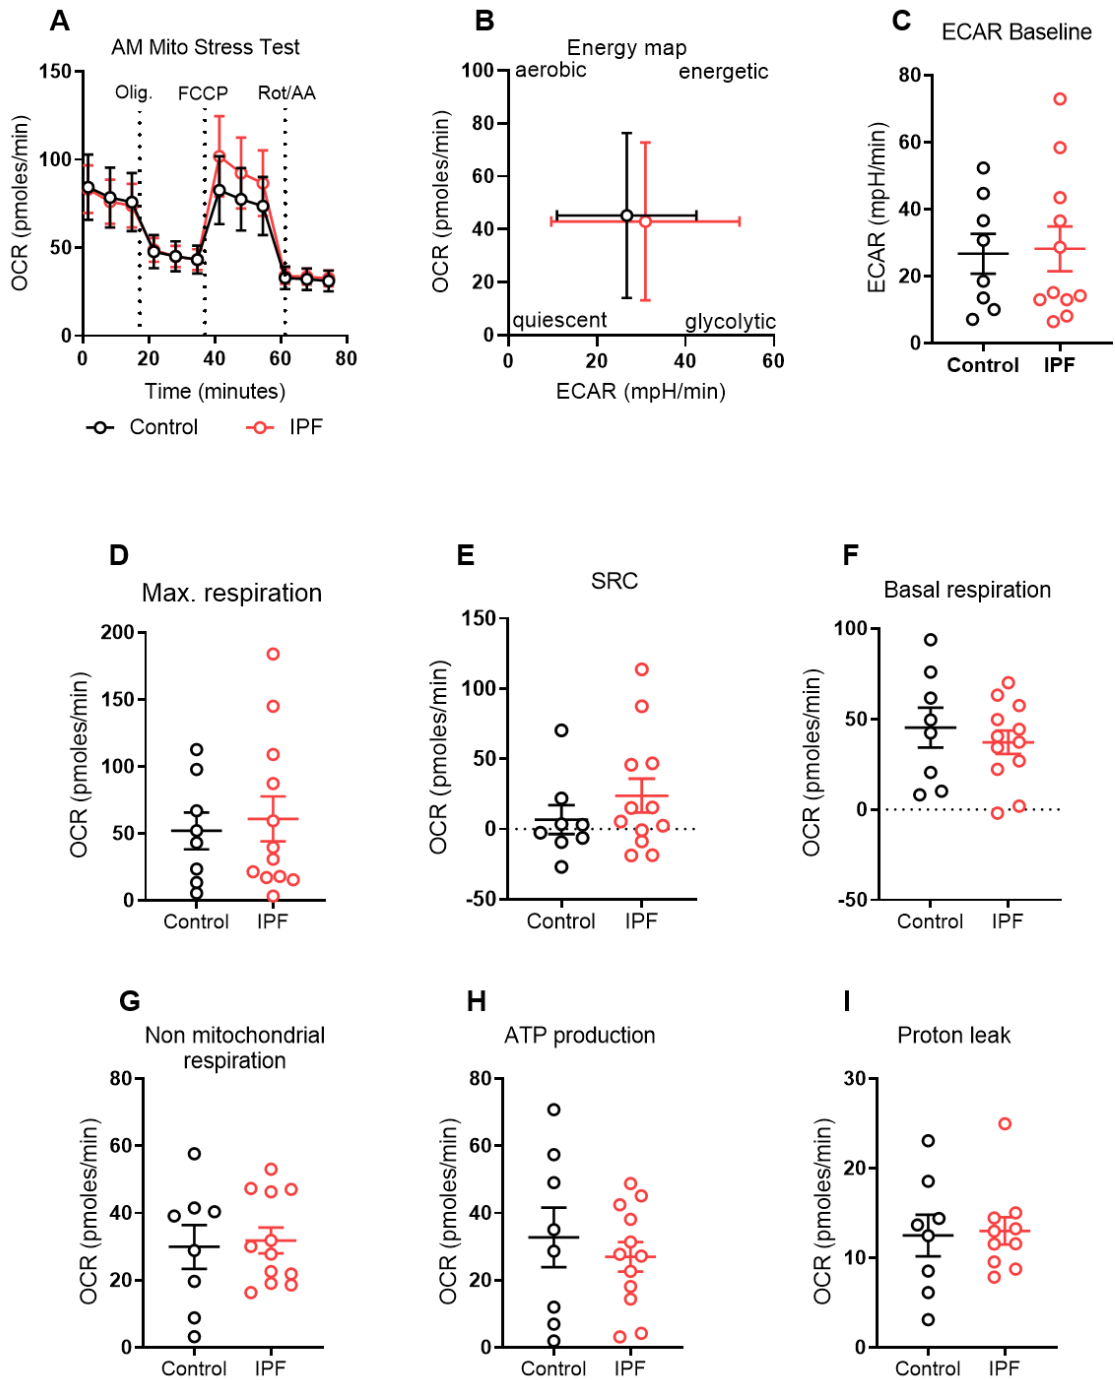 A
AM Mito Stress Test
OCR (pmoles/min)
150
100
50
0
Olig.
FCCP
Rot/AA
0 20 40 60 80
Time (minutes)
Control IPF
B
Energy map
aerobic energetic
OCR (pmoles/min)
100
80
60
40
20
0
quiescent glycolytic
0 20 40 60
ECAR (mpH/min)
C
ECAR Baseline
ECAR (mpH/min)
80
60
40
20
0
Control IPF
D
Max. respiration
OCR (pmoles/min)
200
150
100
50
0
Control IPF
E
SRC
OCR (pmoles/min)
150
100
50
0
-50
Control IPF
F
Basal respiration
OCR (pmoles/min)
100
50
0
-50
Control IPF
G
Non mitochondrial
respiration
OCR (pmoles/min)
80
60
40
20
0
Control IPF
H
ATP production
OCR (pmoles/min)
80
60
40
20
0
Control IPF
I
Proton leak
OCR (pmoles/min)
30
20
10
0
Control IPF